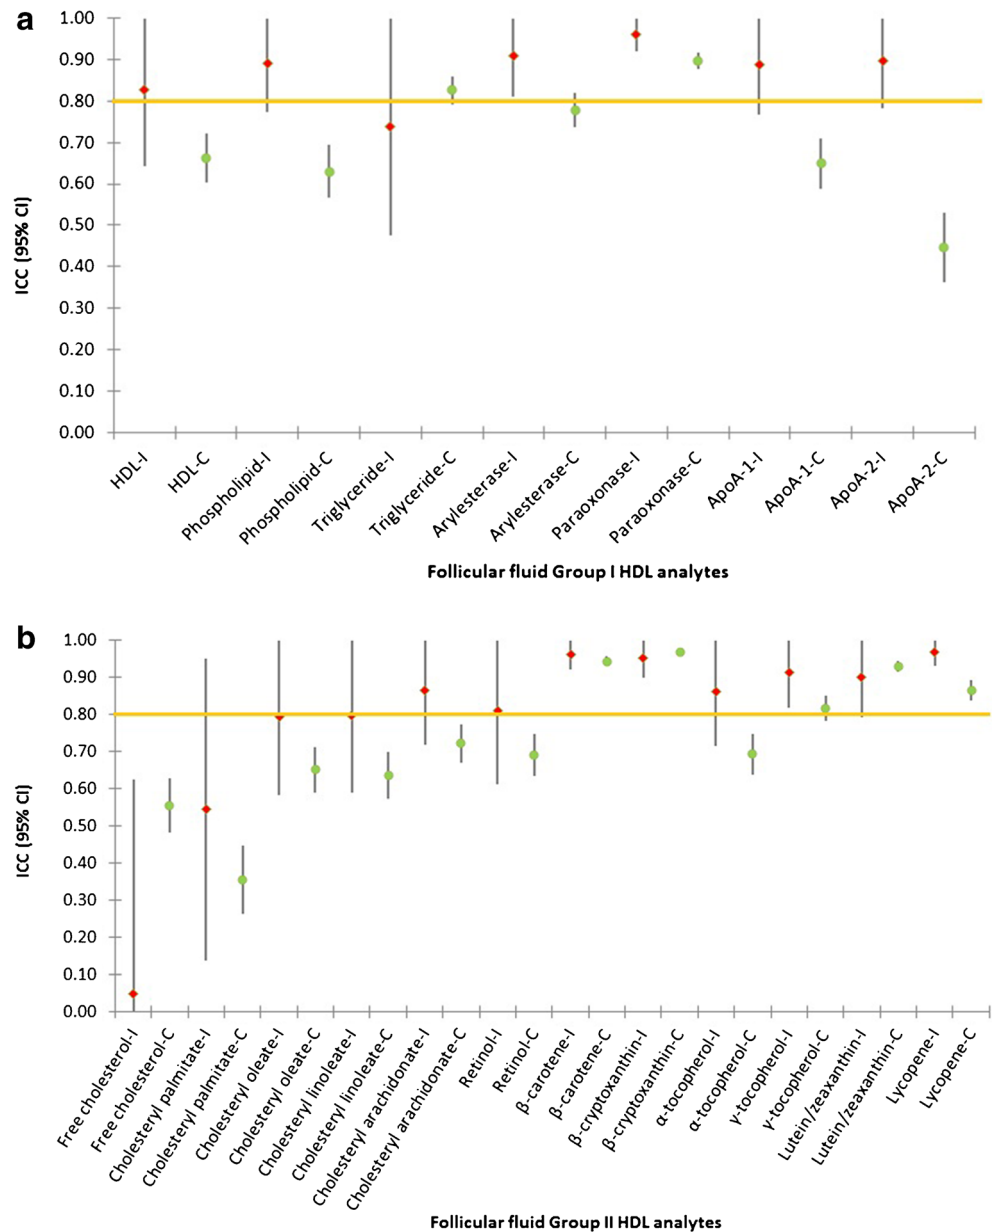 a
1.00
0.90
0.80
0.70
0.60
0.50
0.40
0.30
0.20
0.10
0.00
ICC (95% CI)
HDL-I
HDL-C
Phospholipid-I
Phospholipid-C
Triglyceride-I
Triglyceride-C
Arylesterase-I
Arylesterase-C
Paraoxonase-I
Paraoxonase-C
ApoA-1-I
ApoA-1-C
ApoA-2-I
ApoA-2-C
Follicular fluid Group I HDL analytes
b
1.00
0.90
0.80
0.70
0.60
0.50
0.40
0.30
0.20
0.10
0.00
ICC (95% CI)
Free cholesterol-I
Free cholesterol-C
Cholesteryl palmitate-I
Cholesteryl palmitate-C
Cholesteryl oleate-I
Cholesteryl oleate-C
Cholesteryl linoleate-I
Cholesteryl linoleate-C
Cholesteryl arachidonate-I
Cholesteryl arachidonate-C
Retinol-I
Retinol-C
β-carotene-I
β-carotene-C
β-cryptoxanthin-I
β-cryptoxanthin-C
α-tocopherol-I
α-tocopherol-C
γ-tocopherol-I
γ-tocopherol-C
Lutein/zeaxanthin-I
Lutein/zeaxanthin-C
Lycopene-I
Lycopene-C
Follicular fluid Group II HDL analytes